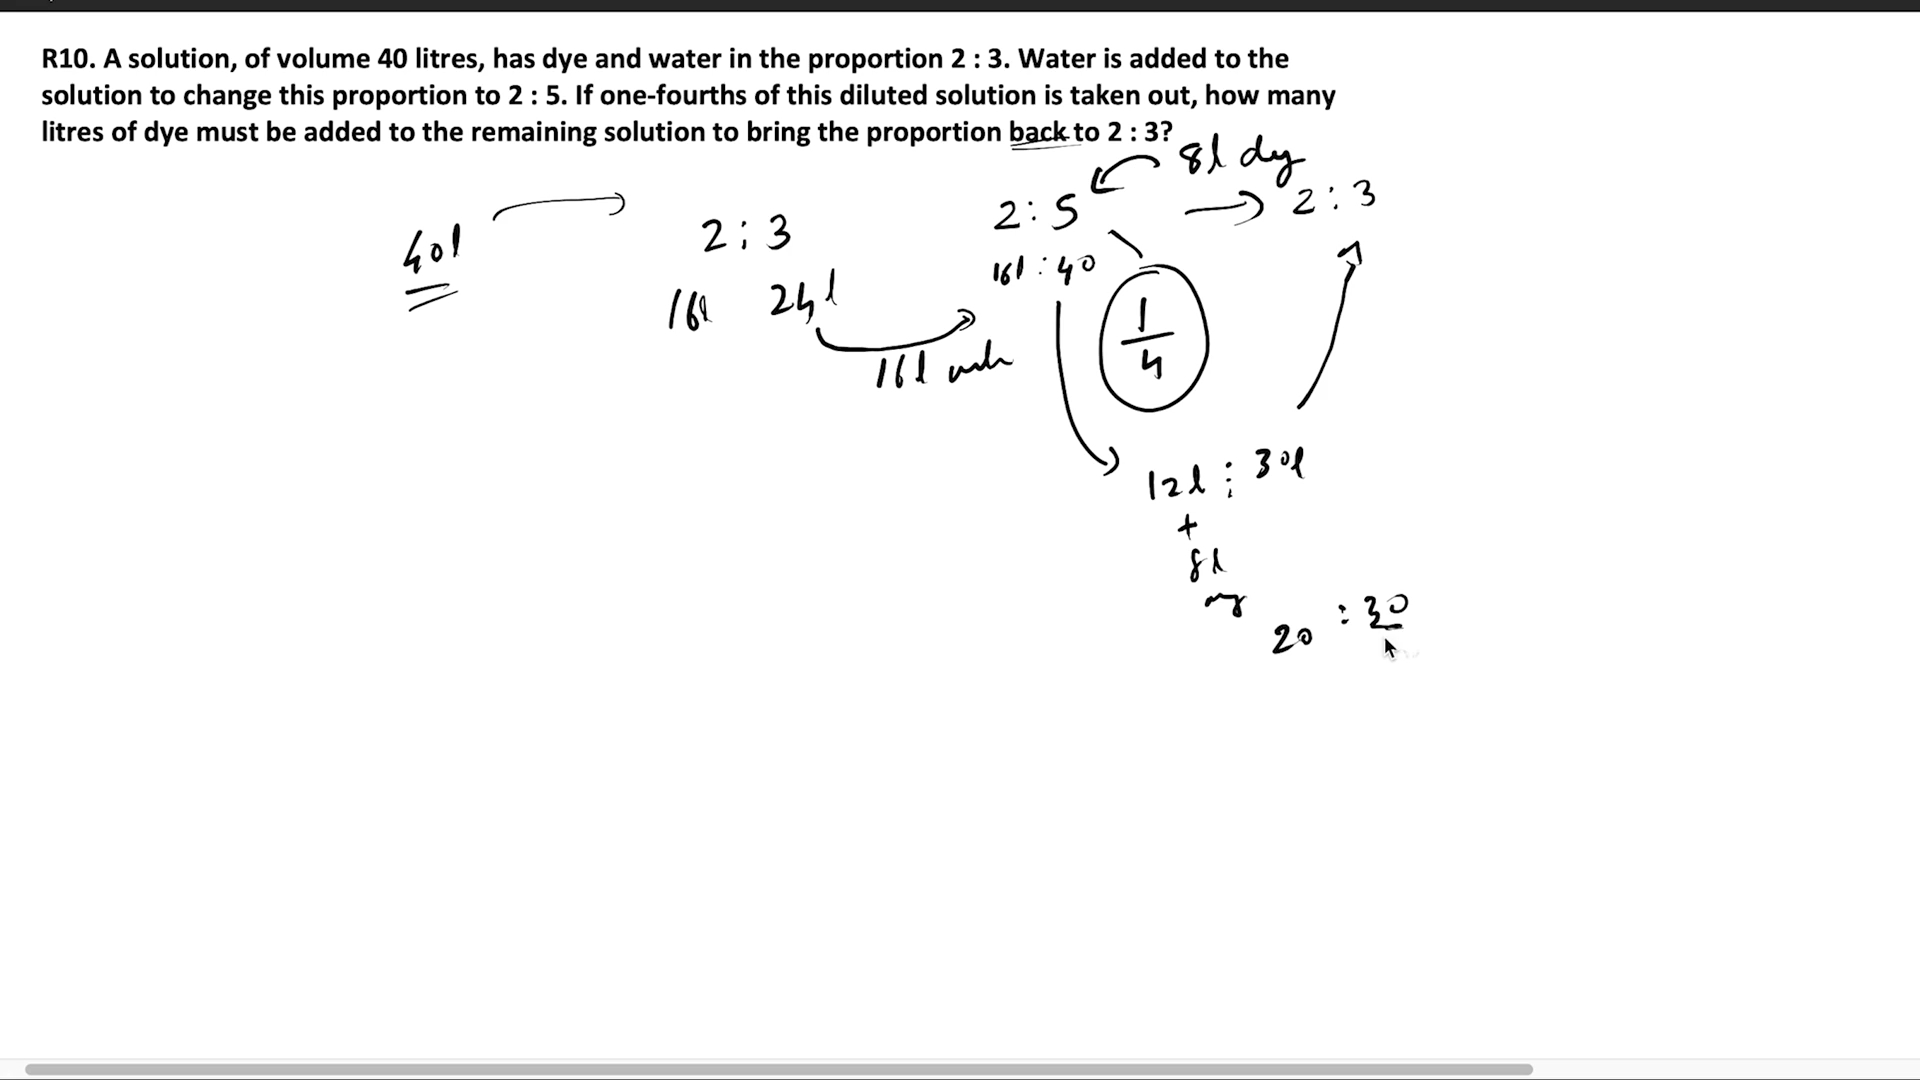 R10. A solution, of volume 40 litres, has dye and water in the proportion 2 : 3. Water is added to the
solution to change this proportion to 2 : 5. If one-fourths of this diluted solution is taken out, how many
litres of dye must be added to the remaining solution to bring the proportion back to 2 : 3?
8l dy
2 : 5 2 : 3
40l 2 : 3
16l : 40
16l 24l
1
4
16l
12l : 30l
+
8l
20 : 30